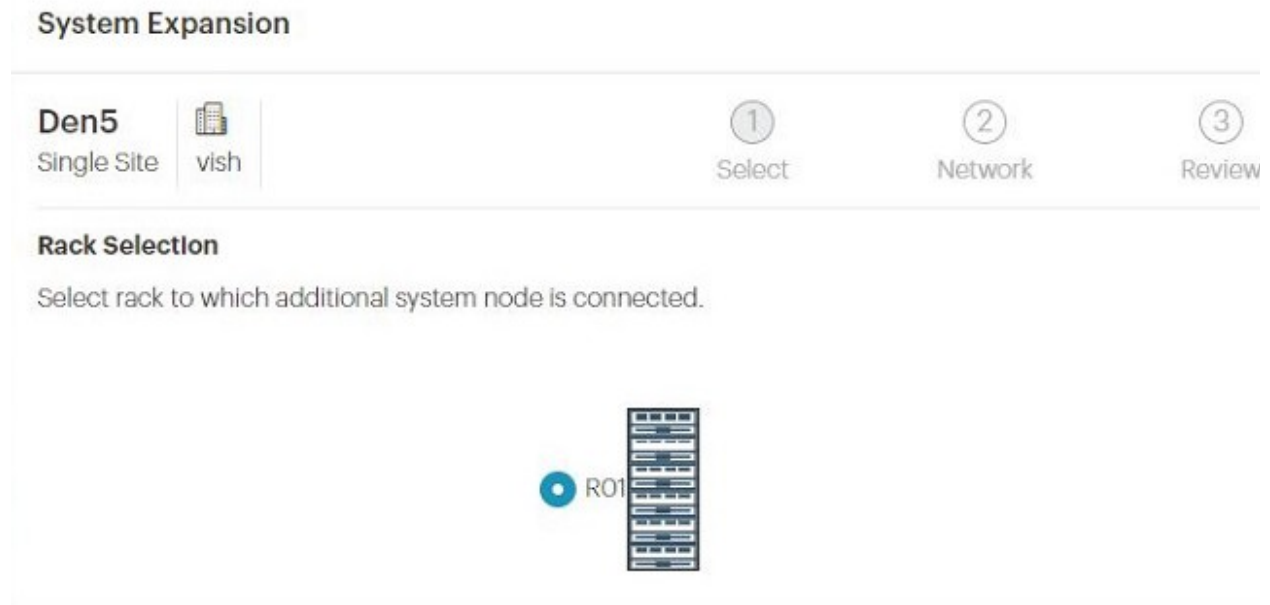 System Expansion
Den5
Single Site
vish
1
Select
2
Network
3
Review
Rack Selection
Select rack to which additional system node is connected.
R01